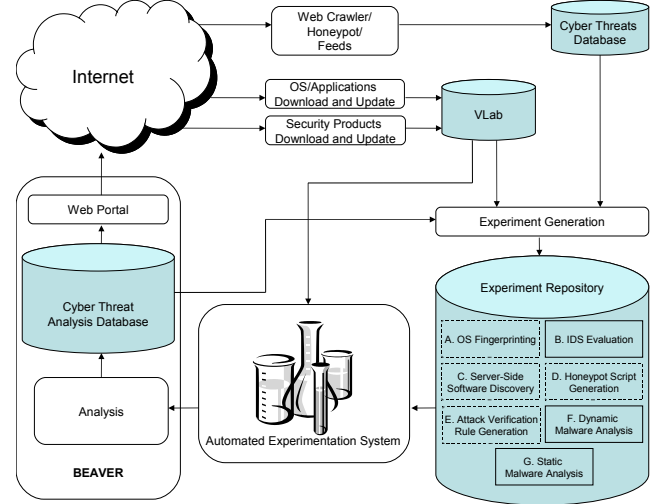 Web Crawler/
Honeypot/
Feeds
Cyber Threats
Database
Internet
OS/Applications
Download and Update
Security Products
Download and Update
VLab
Web Portal
Experiment Generation
Cyber Threat
Analysis Database
Experiment Repository
A. OS Fingerprinting
B. IDS Evaluation
C. Server-Side
Software Discovery
D. Honeypot Script
Generation
E. Attack Verification
Rule Generation
F. Dynamic
Malware Analysis
G. Static
Malware Analysis
Analysis
Automated Experimentation System
BEAVER